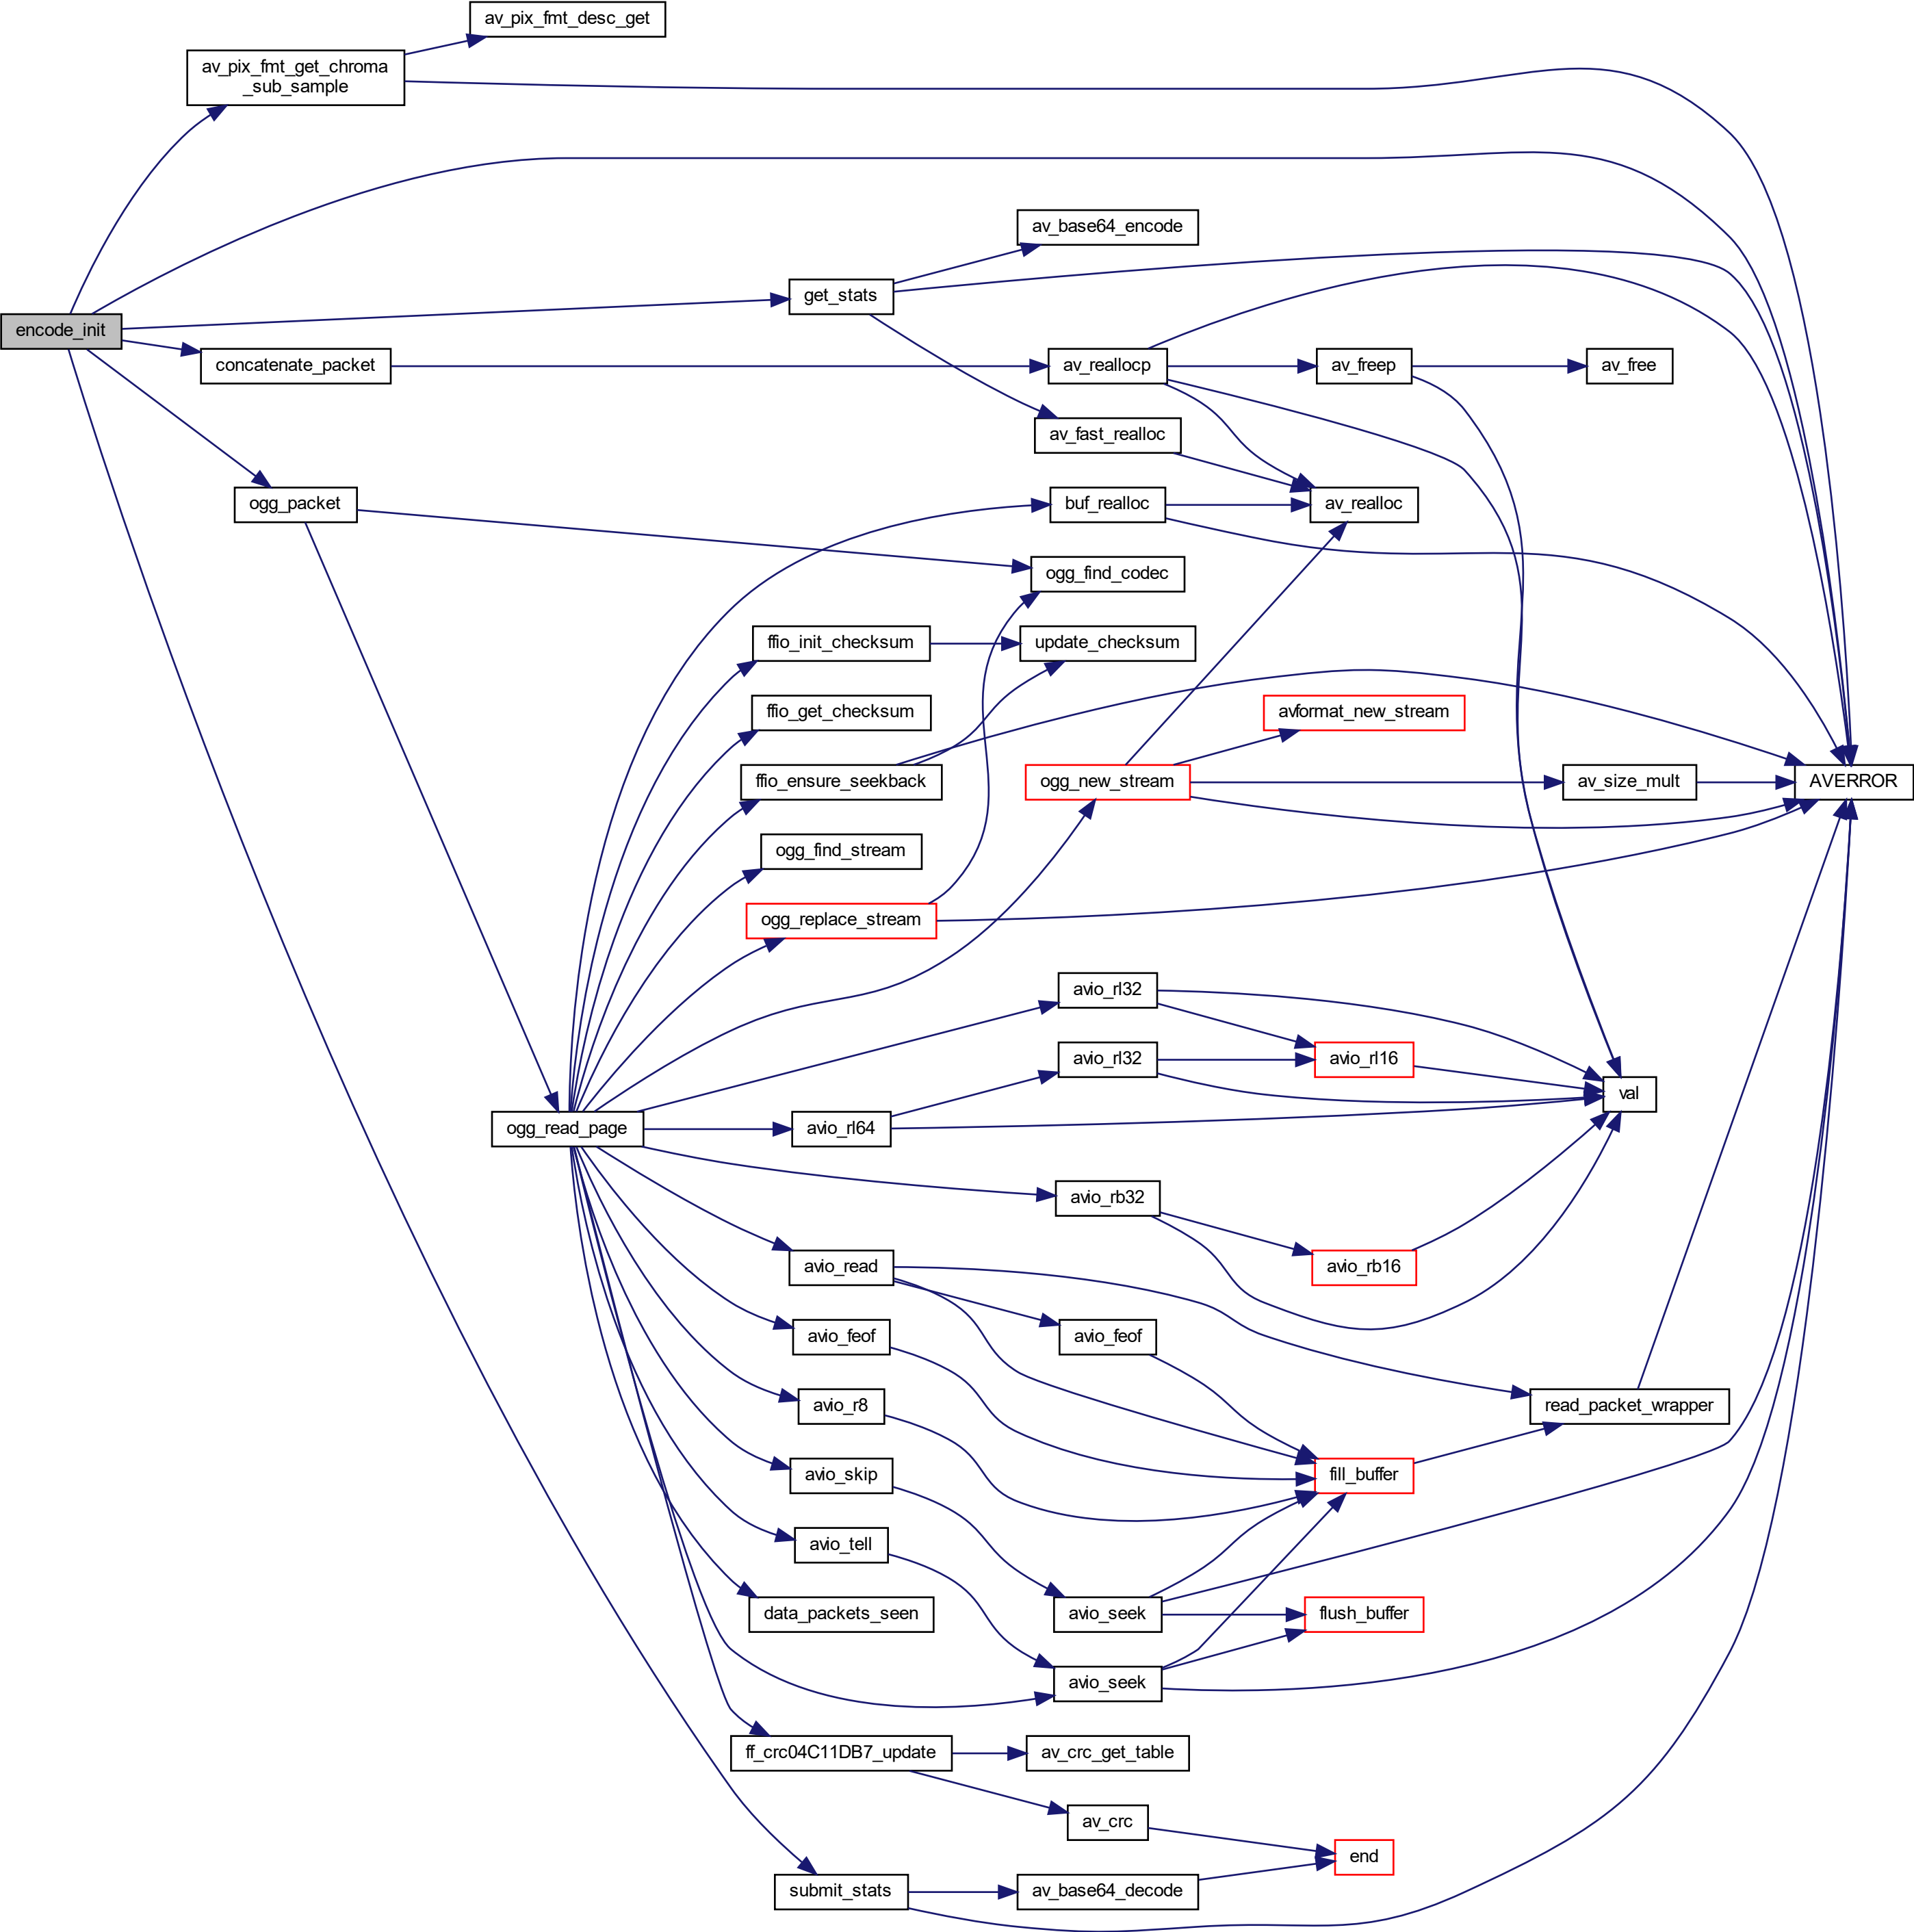 av_pix_fmt_desc_get
av_pix_fmt_get_chroma
_sub_sample
av_base64_encode
get_stats
encode_init
concatenate_packet
av_reallocp
av_freep
av_free
av_fast_realloc
ogg_packet
buf_realloc
av_realloc
ogg_find_codec
ffio_init_checksum
update_checksum
ffio_get_checksum
avformat_new_stream
ffio_ensure_seekback
ogg_new_stream
av_size_mult
AVERROR
ogg_find_stream
ogg_replace_stream
avio_rl32
avio_rl32
avio_rl16
val
ogg_read_page
avio_rl64
avio_rb32
avio_read
avio_rb16
avio_feof
avio_feof
avio_r8
read_packet_wrapper
avio_skip
fill_buffer
avio_tell
data_packets_seen
avio_seek
flush_buffer
avio_seek
ff_crc04C11DB7_update
av_crc_get_table
av_crc
end
submit_stats
av_base64_decode